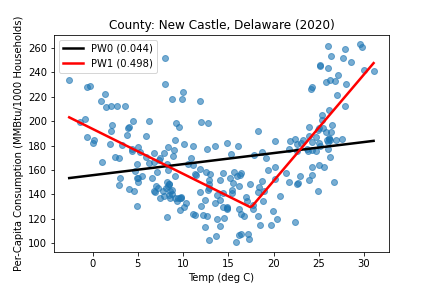 County: New Castle, Delaware (2020)
Per-Capita Consumption (MMBtu/1000 Households)
260
240
220
200
180
160
140
120
100
PW0 (0.044)
PW1 (0.498)
0 5 10 15 20 25 30
Temp (deg C)